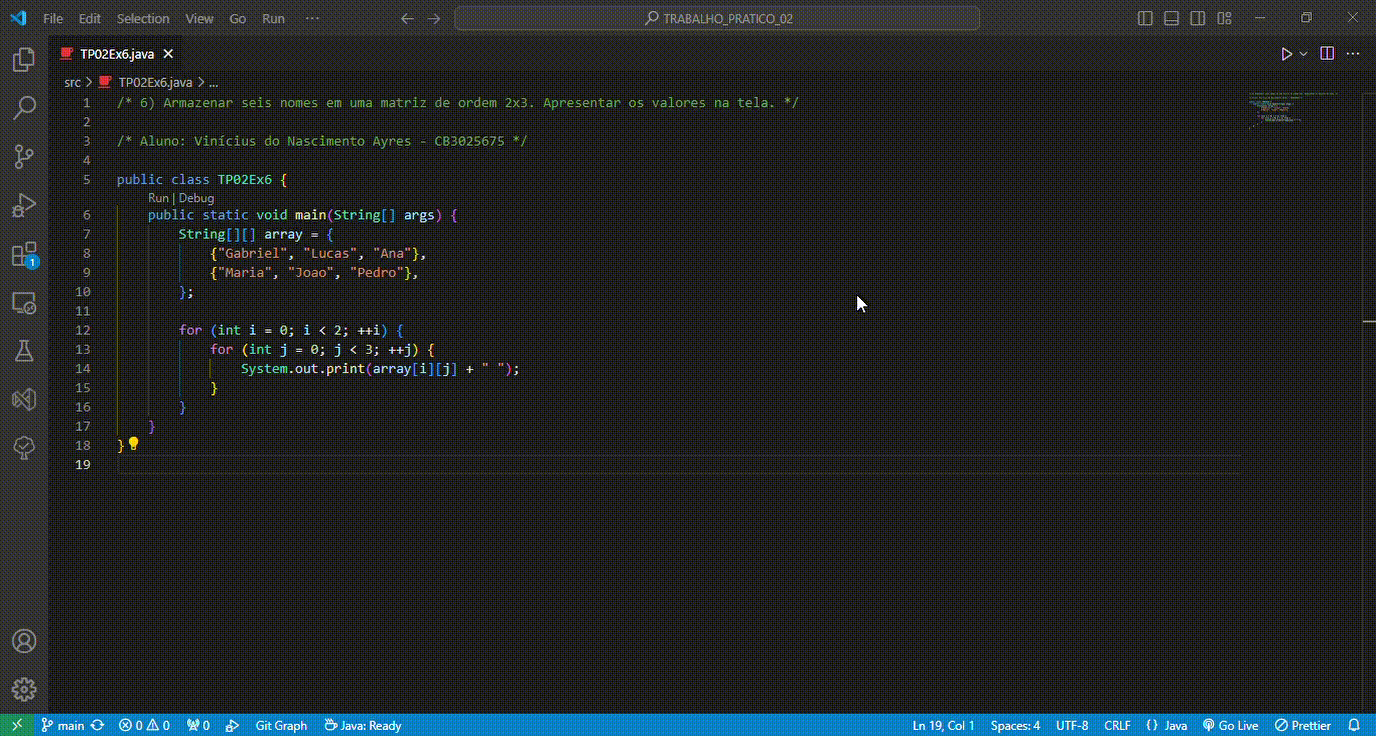 File Edit Selection View Go Run ··· TRABALHO_PRATICO_02
TP02Ex6.java
src > TP02Ex6.java > ...
1 /* 6) Armazenar seis nomes em uma matriz de ordem 2x3. Apresentar os valores na tela. */
2
3 /* Aluno: Vinícius do Nascimento Ayres - CB3025675 */
4
5 public class TP02Ex6 {
Run | Debug
6 public static void main(String[] args) {
7 String[][] array = {
8 {"Gabriel", "Lucas", "Ana"},
9 {"Maria", "Joao", "Pedro"},
10 };
11
12 for (int i = 0; i < 2; ++i) {
13 for (int j = 0; j < 3; ++j) {
14 System.out.print(array[i][j] + " ");
15 }
16 }
17 }
18 }
19
1
main 0 0 0 Git Graph Java: Ready Ln 19, Col 1 Spaces: 4 UTF-8 CRLF {} Java Go Live Prettier